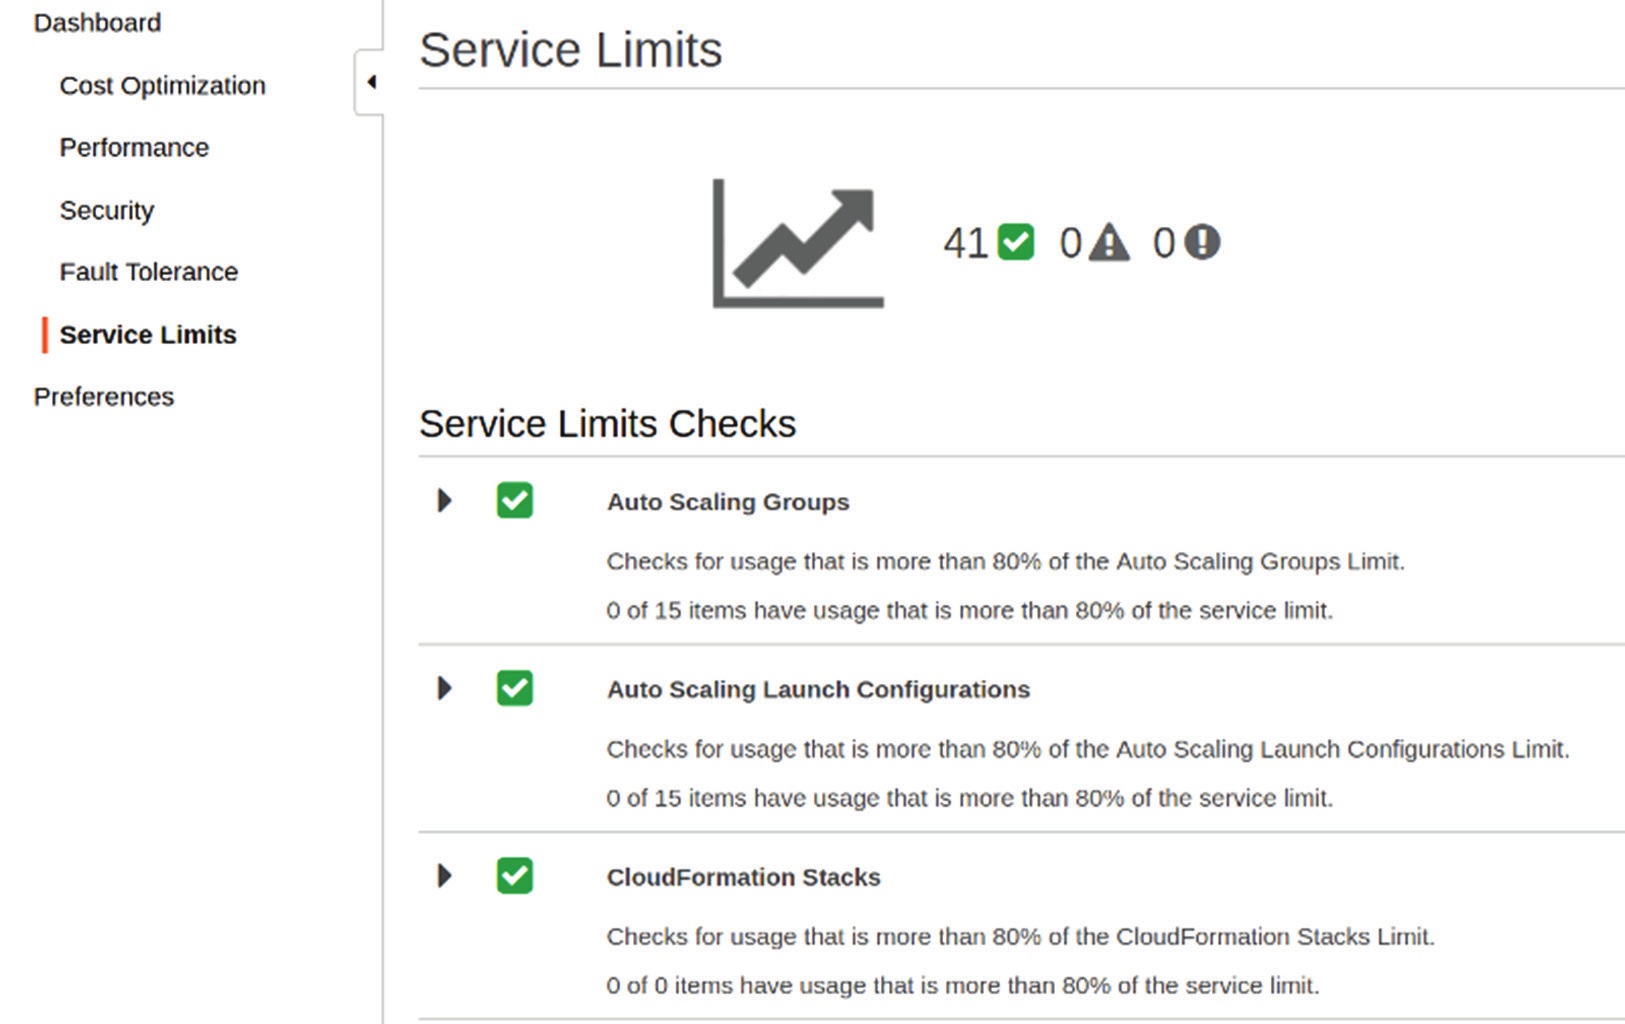 Dashboard
Cost Optimization
Performance
Security
Fault Tolerance
Service Limits
Preferences
Service Limits
41 0 0
Service Limits Checks
Auto Scaling Groups
Checks for usage that is more than 80% of the Auto Scaling Groups Limit.
0 of 15 items have usage that is more than 80% of the service limit.
Auto Scaling Launch Configurations
Checks for usage that is more than 80% of the Auto Scaling Launch Configurations Limit.
0 of 15 items have usage that is more than 80% of the service limit.
CloudFormation Stacks
Checks for usage that is more than 80% of the CloudFormation Stacks Limit.
0 of 0 items have usage that is more than 80% of the service limit.